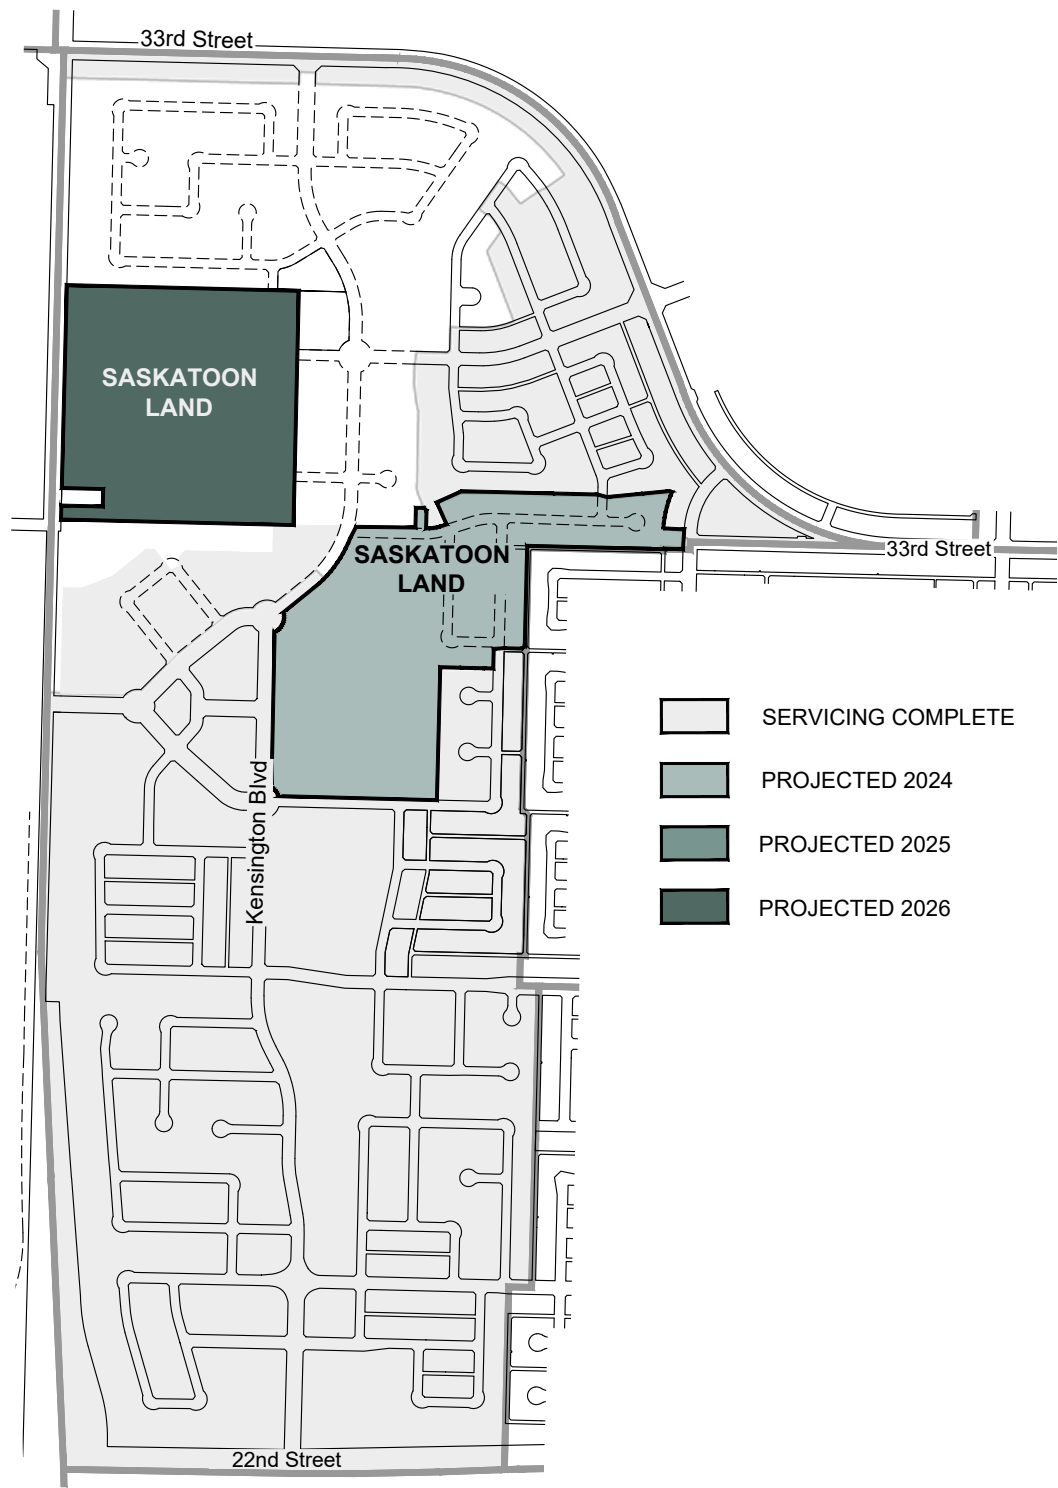 33rd Street
SASKATOON
LAND
SASKATOON
LAND
33rd Street
SERVICING COMPLETE
PROJECTED 2024
PROJECTED 2025
PROJECTED 2026
Kensington Blvd
22nd Street